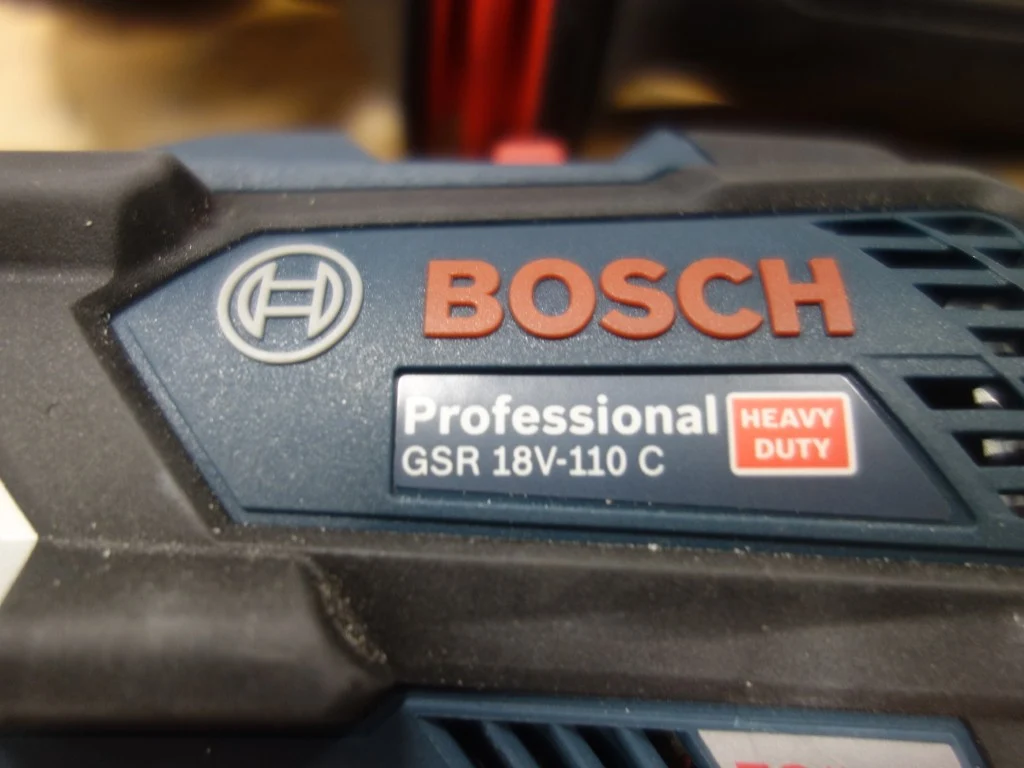 BOSCH
Professional
GSR 18V-110 C
HEAVY
DUTY